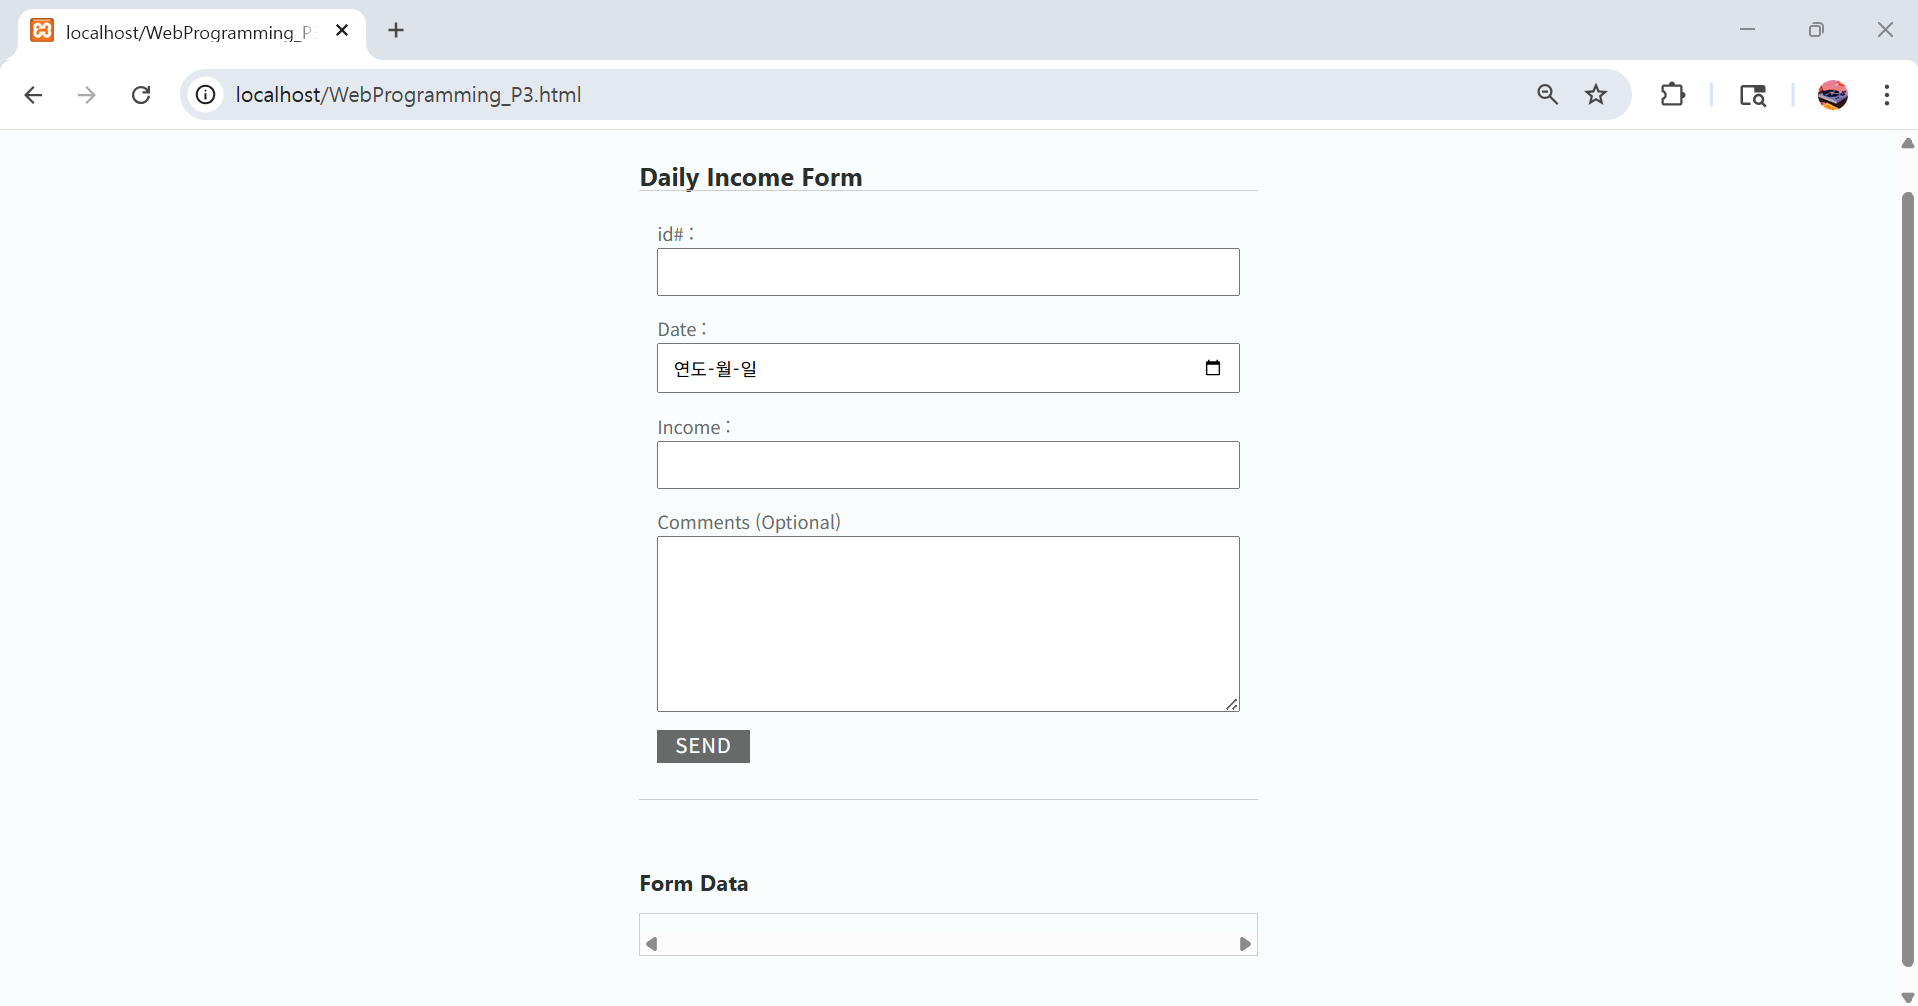 localhost/WebProgramming_P
localhost/WebProgramming_P3.html
Daily Income Form
id# :
Date :
연도-월-일
Income :
Comments (Optional)
SEND
Form Data